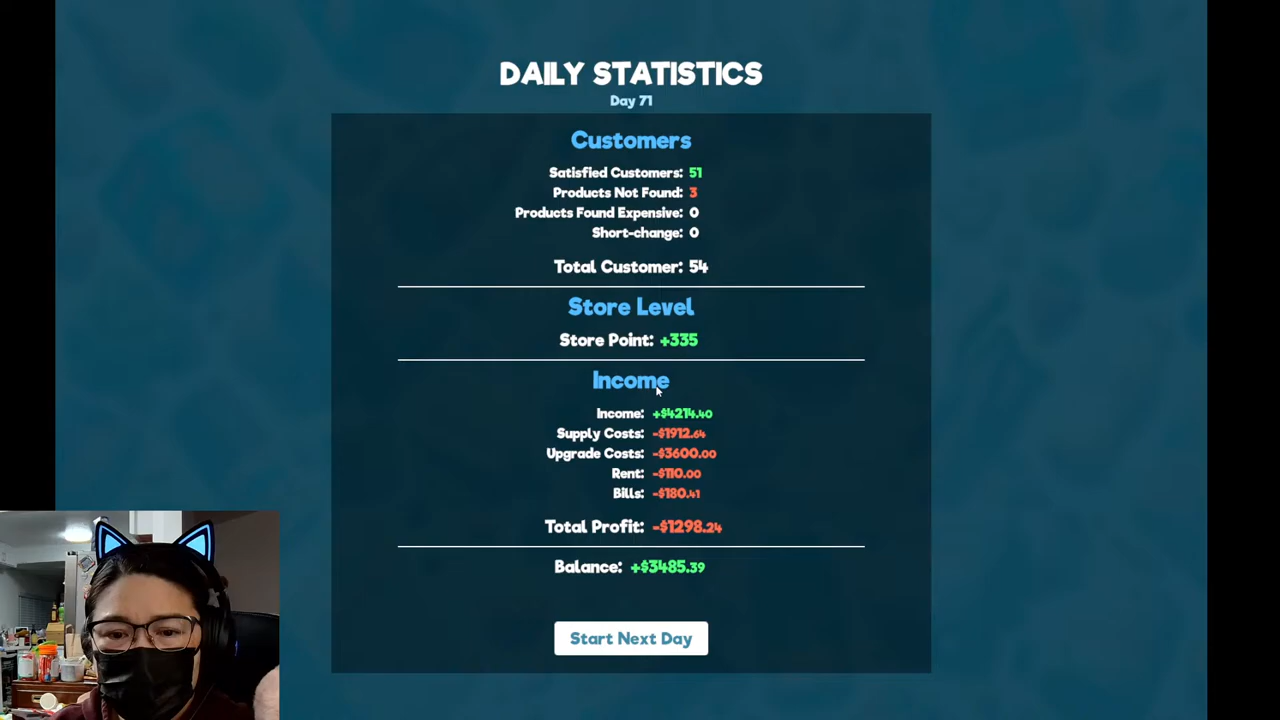 DAILY STATISTICS
Day 71
Customers
Satisfied Customers: 51
Products Not Found: 3
Products Found Expensive: 0
Short-change: 0
Total Customer: 54
Store Level
Store Point: +335
Income
Income: +$4214.40
Supply Costs: -$1912.64
Upgrade Costs: -$3600.00
Rent: -$110.00
Bills: -$180.41
Total Profit: -$1298.24
Balance: +$3485.39
Start Next Day